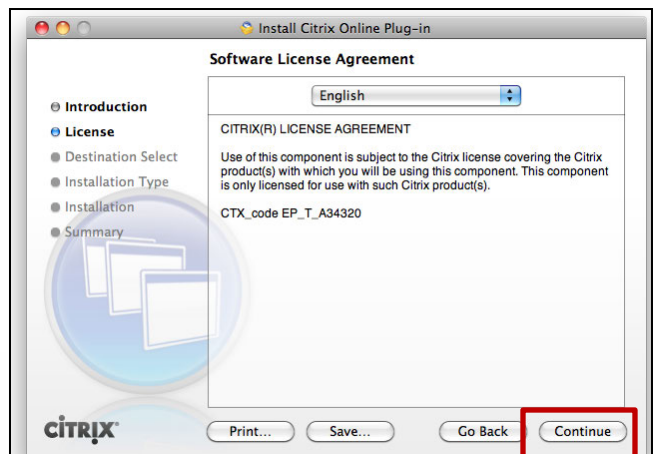 Install Citrix Online Plug-in
Software License Agreement
English
Introduction
License
Destination Select
Installation Type
Installation
Summary
CITRIX(R) LICENSE AGREEMENT
Use of this component is subject to the Citrix license covering the Citrix
product(s) with which you will be using this component. This component
is only licensed for use with such Citrix product(s).
CTX_code EP_T_A34320
CITRIX®
Print...
Save...
Go Back
Continue